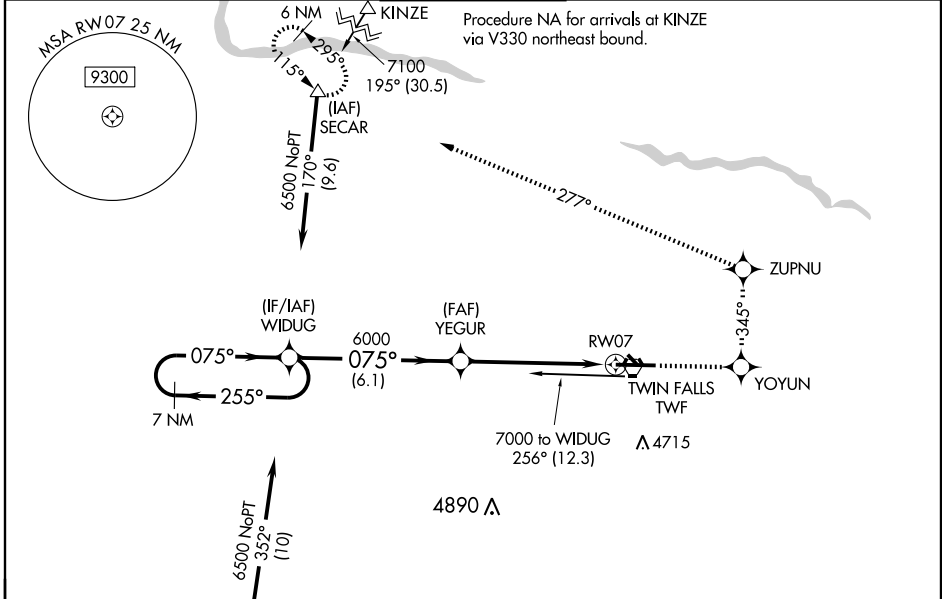 MSA RW07 25 NM
9300
6 NM
KINZE
Procedure NA for arrivals at KINZE
via V330 northeast bound.
295°
115°
7100
195° (30.5)
(IAF)
SECAR
6500 NoPT
170°
(9.6)
277°
ZUPNU
345°
(IF/IAF)
WIDUG
(FAF)
YEGUR
6000
075°
(6.1)
075°
255°
7 NM
RW07
TWIN FALLS
TWF
YOYUN
7000 to WIDUG
256° (12.3)
4715
4890
6500 NoPT
352°
(10)